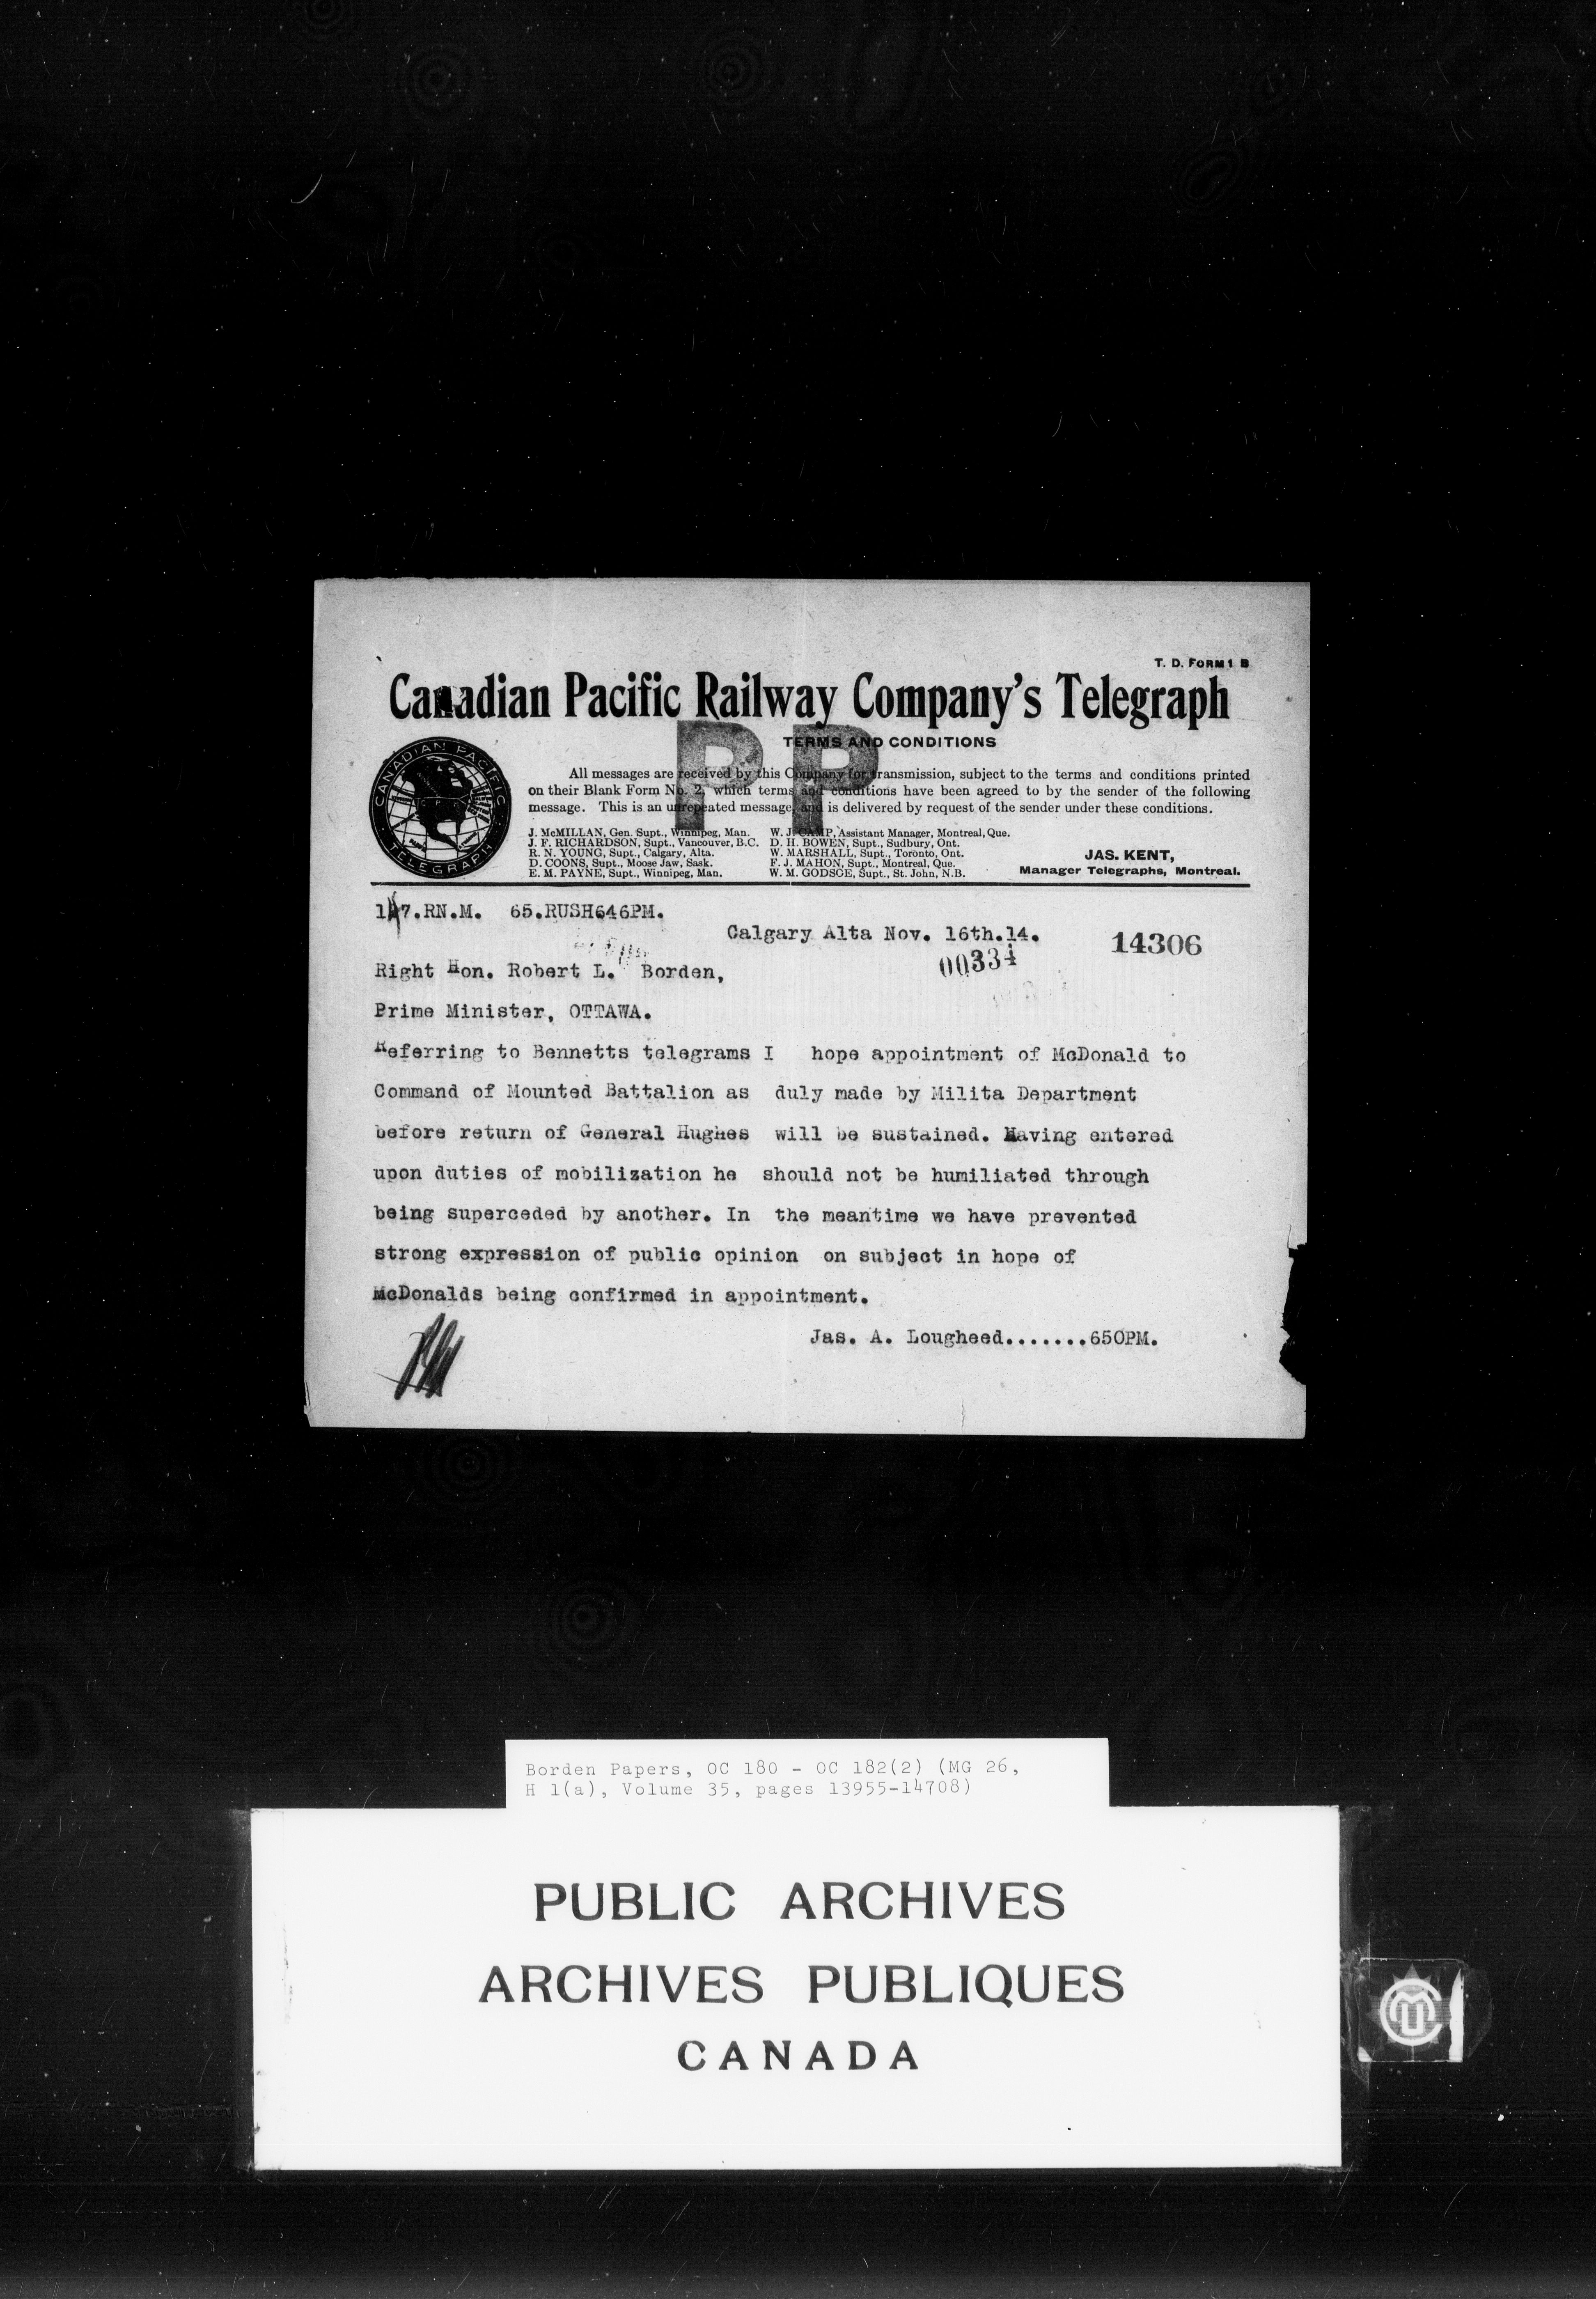 T. D. FORM 1 B
Canadian Pacific Railway Company's Telegraph
PP
TERMS AND CONDITIONS
CANADIAN PACIFIC
TELEGRAPH
All messages are received by this Company for transmission, subject to the terms and conditions printed
on their Blank Form No. 2, which terms and conditions have been agreed to by the sender of the following
message. This is an unrepeated message, and is delivered by request of the sender under these conditions.
J. McMILLAN, Gen. Supt., Winnipeg, Man.
J. F. RICHARDSON, Supt., Vancouver, B.C.
R. N. YOUNG, Supt., Calgary, Alta.
D. COONS, Supt., Moose Jaw, Sask.
E. M. PAYNE, Supt., Winnipeg, Man.
W. J. CAMP, Assistant Manager, Montreal, Que.
D. H. BOWEN, Supt., Sudbury, Ont.
W. MARSHALL, Supt., Toronto, Ont.
F. J. MAHON, Supt., Montreal, Que.
W. M. GODSOE, Supt., St. John, N.B.
JAS. KENT,
Manager Telegraphs, Montreal.
RN.M. 65.RUSH646PM.
Calgary Alta Nov. 16th.14.
14306
00334
Right Hon. Robert L. Borden,
Prime Minister, OTTAWA.
Referring to Bennetts telegrams I hope appointment of McDonald to
Command of Mounted Battalion as duly made by Milita Department
before return of General Hughes will be sustained. Having entered
upon duties of mobilization he should not be humiliated through
being superceded by another. In the meantime we have prevented
strong expression of public opinion on subject in hope of
McDonalds being confirmed in appointment.
Jas. A. Lougheed.......650PM.
Borden Papers, OC 180 - OC 182(2) (MG 26,
H 1(a), Volume 35, pages 13955-14708)
PUBLIC ARCHIVES
ARCHIVES PUBLIQUES
CANADA